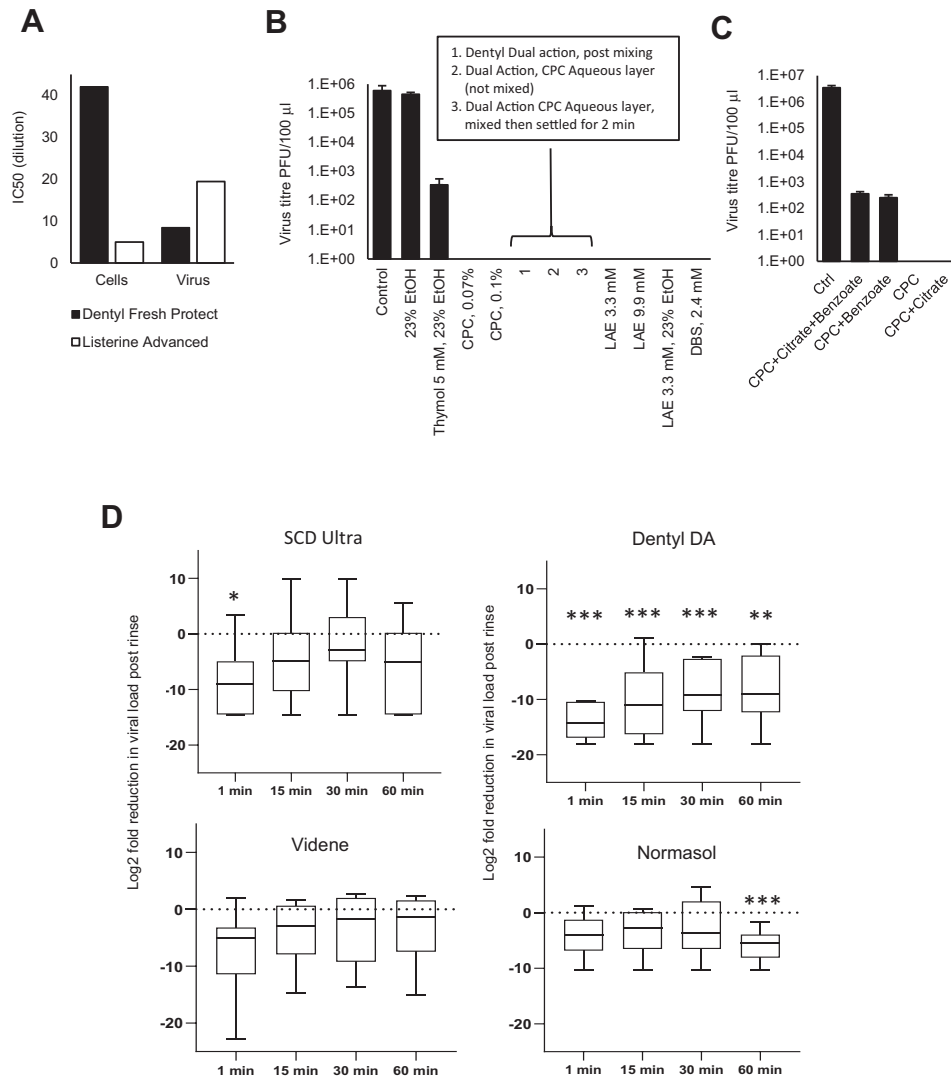 A
IC50 (dilution)
40
30
20
10
0
Cells Virus
Dentyl Fresh Protect
Listerine Advanced
B
Virus titre PFU/100 µl
1.E+06
1.E+05
1.E+04
1.E+03
1.E+02
1.E+01
1.E+00
1. Dentyl Dual action, post mixing
2. Dual Action, CPC Aqueous layer
(not mixed)
3. Dual Action CPC Aqueous layer,
mixed then settled for 2 min
Control
23% EtOH
Thymol 5 mM, 23% EtOH
CPC, 0.07%
CPC, 0.1%
1
2
3
LAE 3.3 mM
LAE 9.9 mM
LAE 3.3 mM, 23% EtOH
DBS, 2.4 mM
C
Virus titre PFU/100 µl
1.E+07
1.E+06
1.E+05
1.E+04
1.E+03
1.E+02
1.E+01
1.E+00
Ctrl
CPC+Citrate+Benzoate
CPC+Benzoate
CPC
CPC+Citrate
D
Log2 fold reduction in viral load post rinse
SCD Ultra
10
0
-10
-20
*
1 min 15 min 30 min 60 min
Log2 fold reduction in viral load post rinse
Dentyl DA
10
0
-10
-20
*** *** *** **
1 min 15 min 30 min 60 min
Videne
10
0
-10
-20
1 min 15 min 30 min 60 min
Normasol
10
0
-10
-20
***
1 min 15 min 30 min 60 min